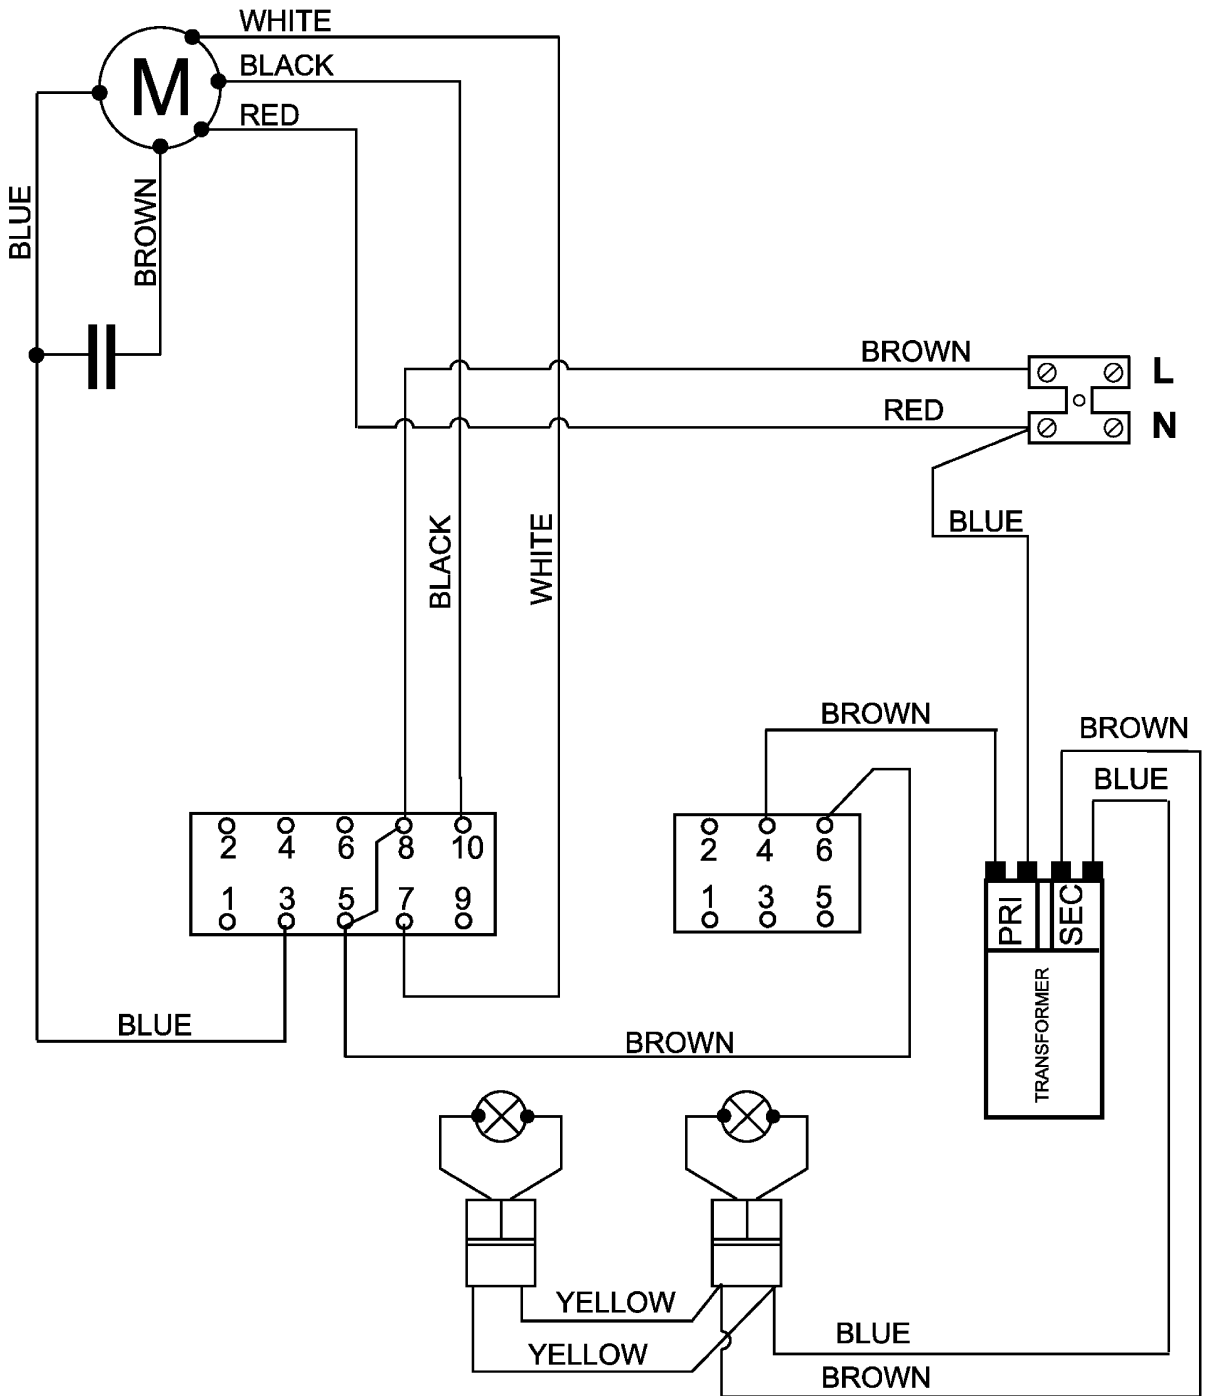 WHITE
M
BLACK
RED
BLUE
BROWN
BROWN
L
RED
N
BLACK
WHITE
BLUE
BROWN
BROWN
BLUE
2 4 6 8 10
1 3 5 7 9
2 4 6
1 3 5
PRI
SEC
TRANSFORMER
BLUE
BROWN
YELLOW
YELLOW
BLUE
BROWN